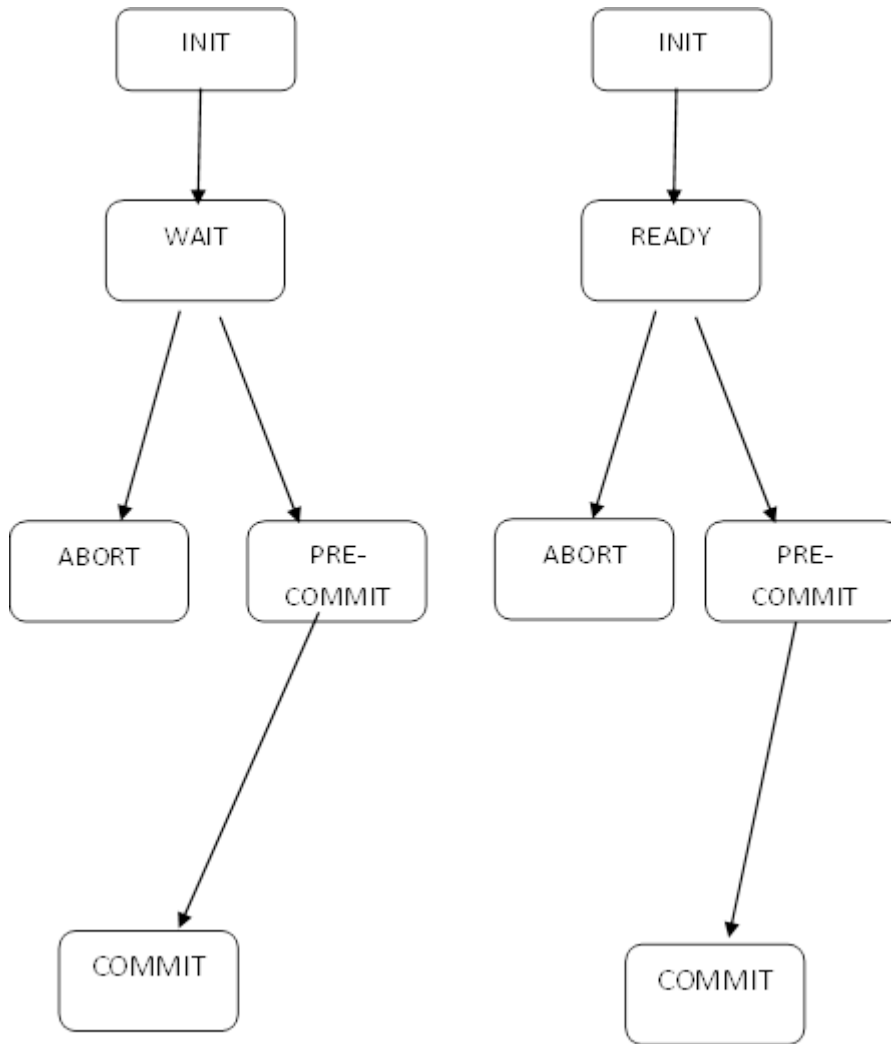 INIT
WAIT
ABORT
PRE-
COMMIT
COMMIT
INIT
READY
ABORT
PRE-
COMMIT
COMMIT